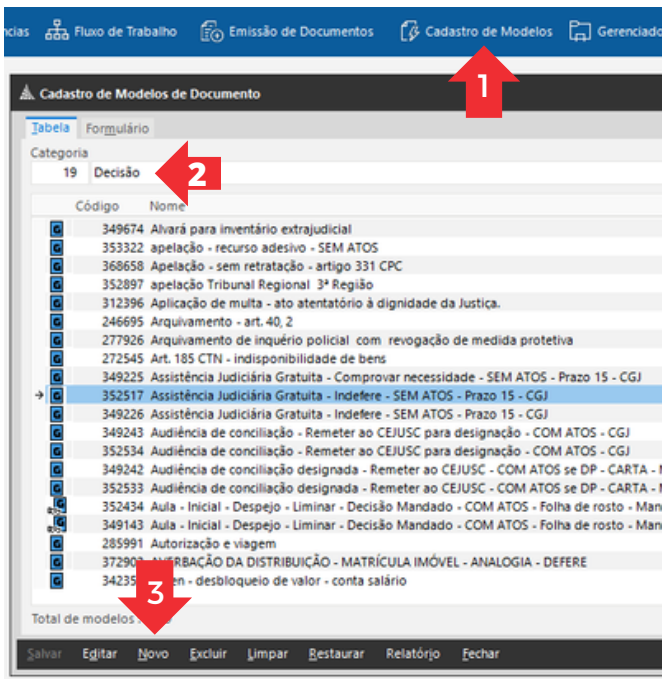 ncias Fluxo de Trabalho Emissão de Documentos Cadastro de Modelos Gerenciado
1
Cadastro de Modelos de Documento
Tabela Formulário
Categoria
19 Decisão 2
Código Nome
349674 Alvará para inventário extrajudicial
353322 apelação - recurso adesivo - SEM ATOS
368658 Apelação - sem retratação - artigo 331 CPC
352897 apelação Tribunal Regional 3ª Região
312396 Aplicação de multa - ato atentatório à dignidade da Justiça.
246695 Arquivamento - art. 40, 2
277926 Arquivamento de inquério policial com revogação de medida protetiva
272545 Art. 185 CTN - indisponibilidade de bens
349225 Assistência Judiciária Gratuita - Comprovar necessidade - SEM ATOS - Prazo 15 - CGJ
352517 Assistência Judiciária Gratuita - Indefere - SEM ATOS - Prazo 15 - CGJ
349226 Assistência Judiciária Gratuita - Indefere - SEM ATOS - Prazo 15 - CGJ
349243 Audiência de conciliação - Remeter ao CEJUSC para designação - COM ATOS - CGJ
352534 Audiência de conciliação - Remeter ao CEJUSC para designação - COM ATOS - CGJ
349242 Audiência de conciliação designada - Remeter ao CEJUSC - COM ATOS se DP - CARTA -
352533 Audiência de conciliação designada - Remeter ao CEJUSC - COM ATOS se DP - CARTA -
352434 Aula - Inicial - Despejo - Liminar - Decisão Mandado - COM ATOS - Folha de rosto - Man
349143 Aula - Inicial - Despejo - Liminar - Decisão Mandado - COM ATOS - Folha de rosto - Man
285991 Autorização e viagem
37290 AVERBAÇÃO DA DISTRIBUIÇÃO - MATRÍCULA IMÓVEL - ANALOGIA - DEFERE
34235 en - desbloqueio de valor - conta salário
3
Total de modelos
Salvar Editar Novo Excluir Limpar Restaurar Relatório Fechar